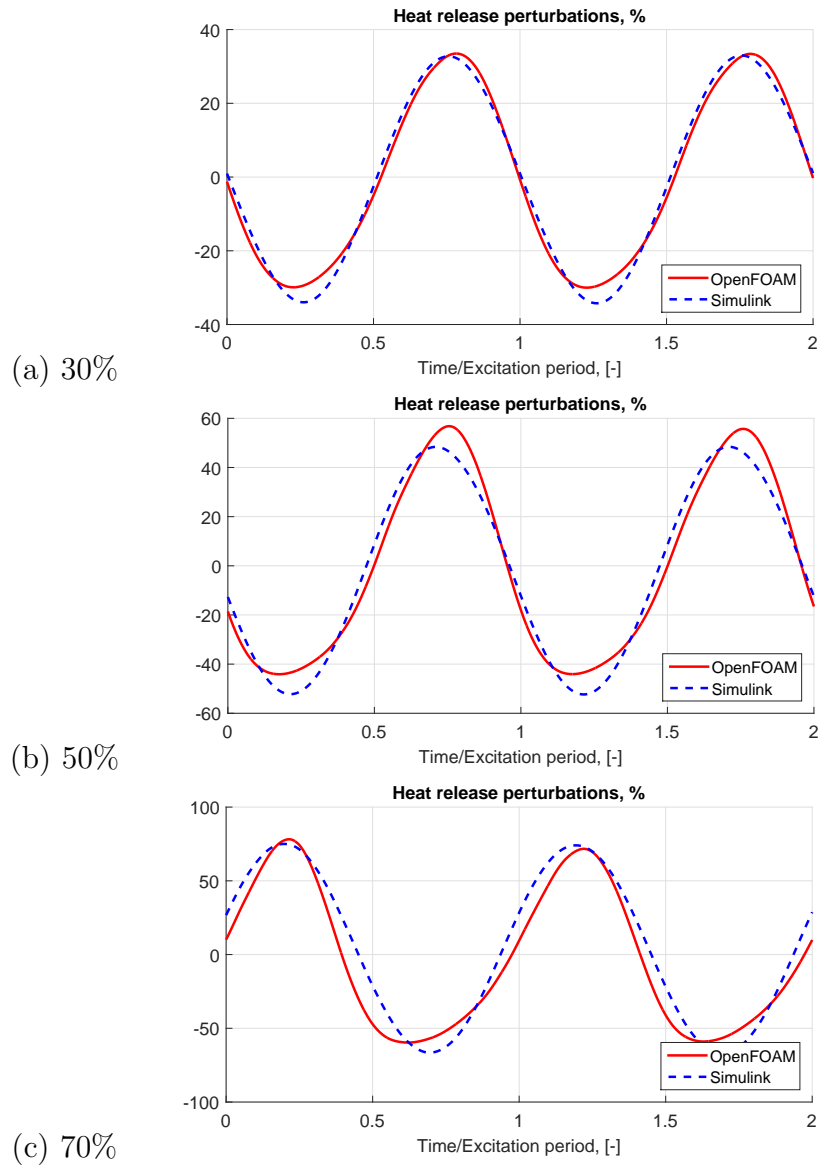 Heat release perturbations, %
40
20
0
-20
-40
0 0.5 1 1.5 2
OpenFOAM
Simulink
Time/Excitation period, [-]
(a) 30%
Heat release perturbations, %
60
40
20
0
-20
-40
-60
0 0.5 1 1.5 2
OpenFOAM
Simulink
Time/Excitation period, [-]
(b) 50%
Heat release perturbations, %
100
50
0
-50
-100
0 0.5 1 1.5 2
OpenFOAM
Simulink
Time/Excitation period, [-]
(c) 70%